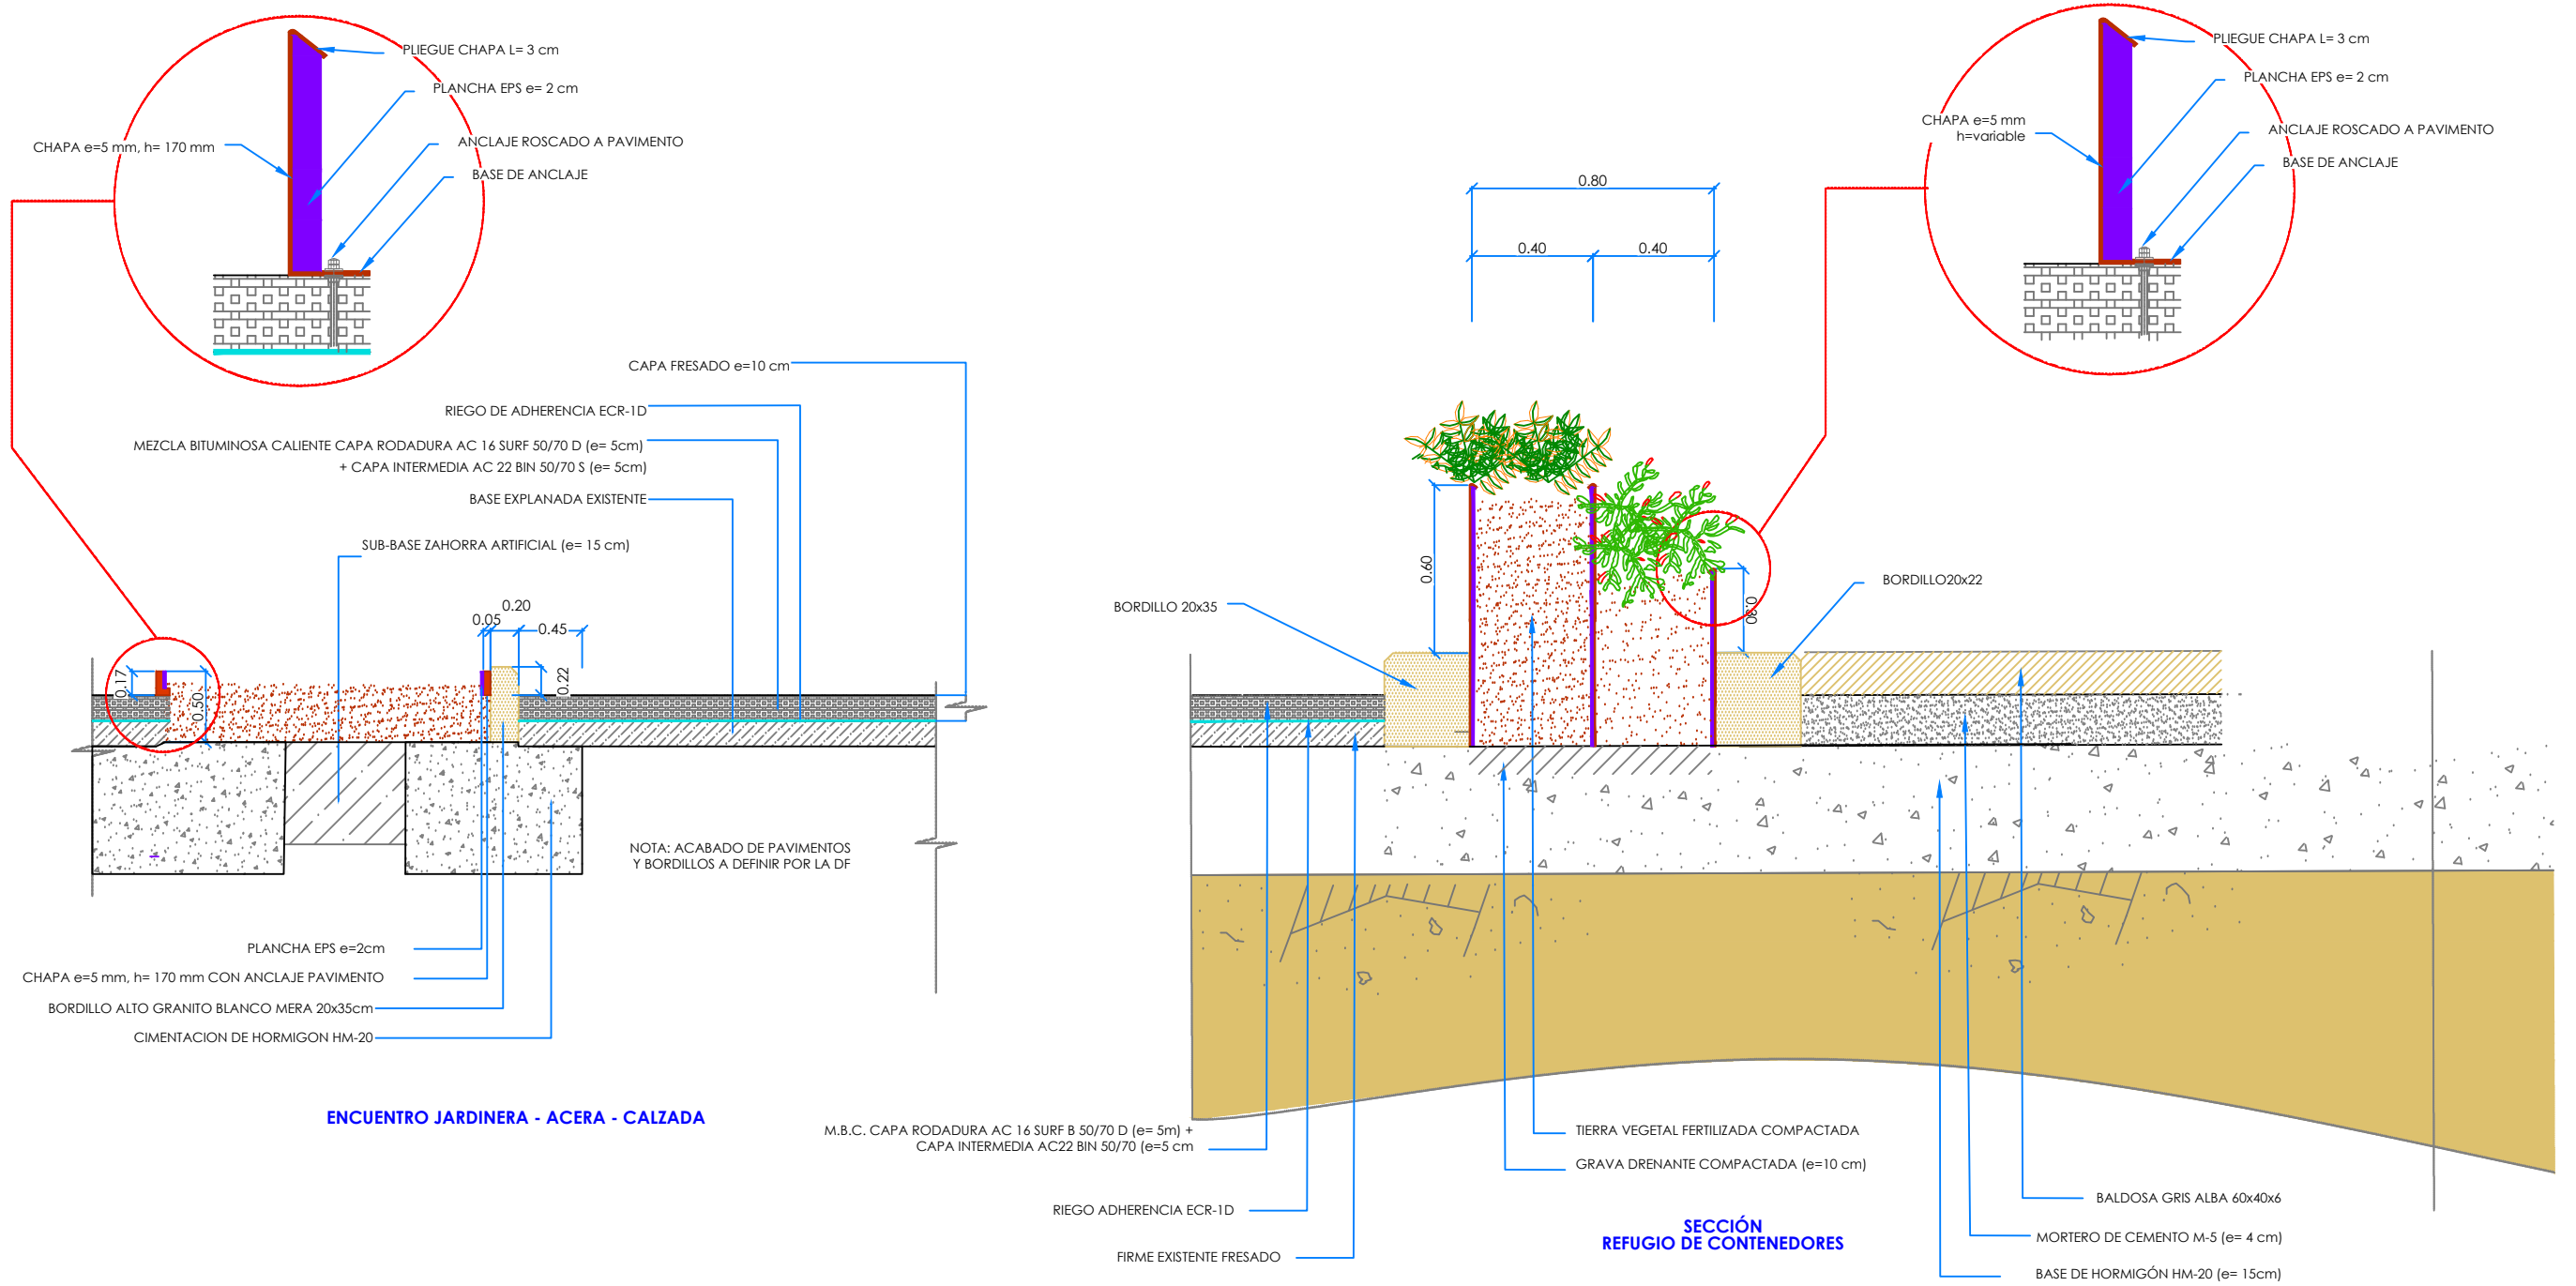 PLIEGUE CHAPA L= 3 cm
PLANCHA EPS e= 2 cm
ANCLAJE ROSCADO A PAVIMENTO
CHAPA e=5 mm, h= 170 mm
BASE DE ANCLAJE
CAPA FRESADO e=10 cm
RIEGO DE ADHERENCIA ECR-1D
MEZCLA BITUMINOSA CALIENTE CAPA RODADURA AC 16 SURF 50/70 D (e= 5cm)
+ CAPA INTERMEDIA AC 22 BIN 50/70 S (e= 5cm)
BASE EXPLANADA EXISTENTE
SUB-BASE ZAHORRA ARTIFICIAL (e= 15 cm)
0.20
0.05
0.45
0.17
0.50
0.22
NOTA: ACABADO DE PAVIMENTOS
Y BORDILLOS A DEFINIR POR LA DF
PLANCHA EPS e=2cm
CHAPA e=5 mm, h= 170 mm CON ANCLAJE PAVIMENTO
BORDILLO ALTO GRANITO BLANCO MERA 20x35cm
CIMENTACION DE HORMIGON HM-20
ENCUENTRO JARDINERA - ACERA - CALZADA
PLIEGUE CHAPA L= 3 cm
PLANCHA EPS e= 2 cm
CHAPA e=5 mm
h=variable
ANCLAJE ROSCADO A PAVIMENTO
BASE DE ANCLAJE
0.80
0.40
0.40
0.60
BORDILLO 20x35
BORDILLO20x22
M.B.C. CAPA RODADURA AC 16 SURF B 50/70 D (e= 5m) +
CAPA INTERMEDIA AC22 BIN 50/70 (e=5 cm
TIERRA VEGETAL FERTILIZADA COMPACTADA
GRAVA DRENANTE COMPACTADA (e=10 cm)
RIEGO ADHERENCIA ECR-1D
FIRME EXISTENTE FRESADO
BALDOSA GRIS ALBA 60x40x6
MORTERO DE CEMENTO M-5 (e= 4 cm)
BASE DE HORMIGÓN HM-20 (e= 15cm)
SECCIÓN
REFUGIO DE CONTENEDORES